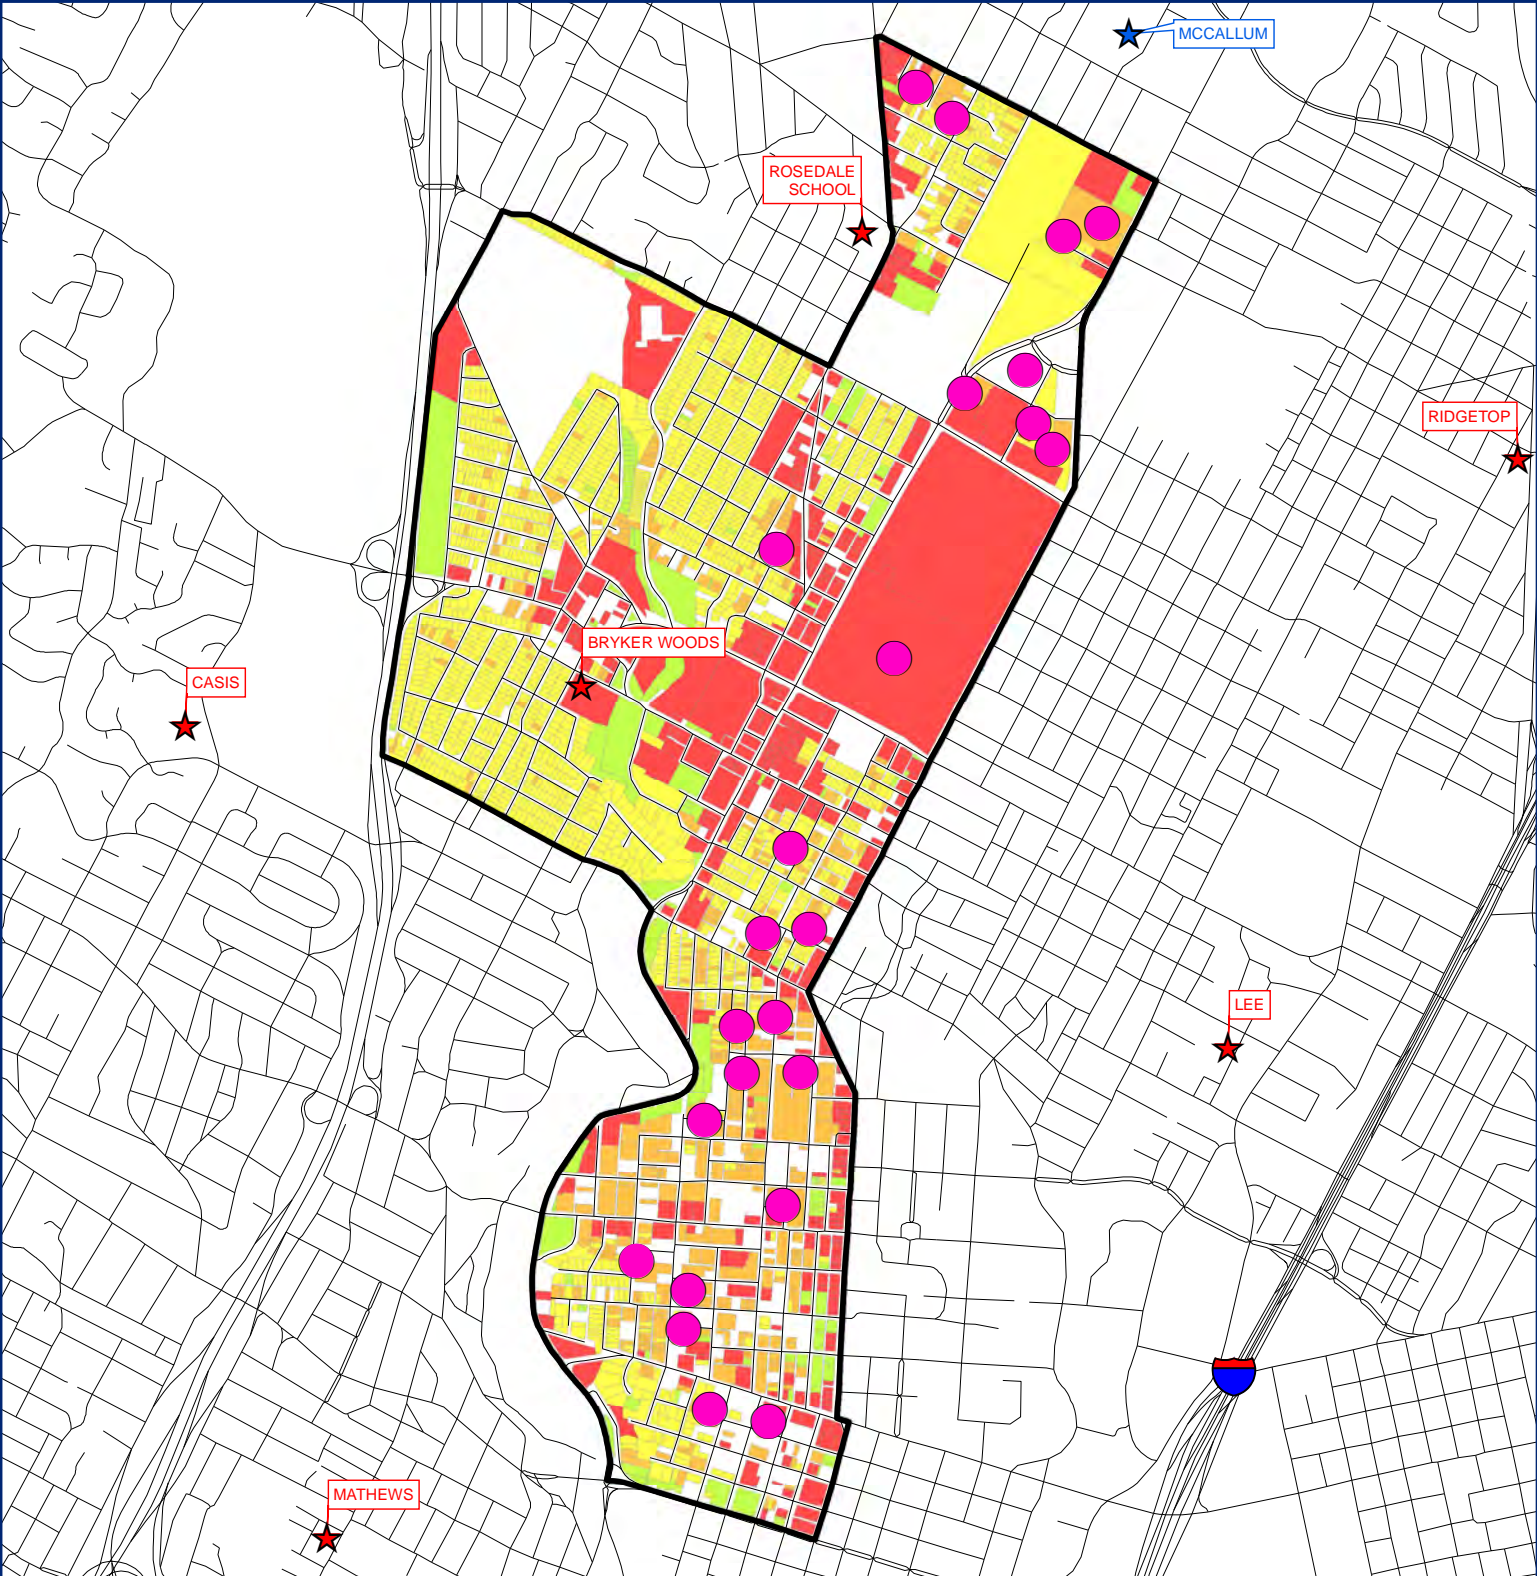 MCCALLUM
ROSEDALE
SCHOOL
RIDGETOP
BRYKER WOODS
CASIS
LEE
MATHEWS